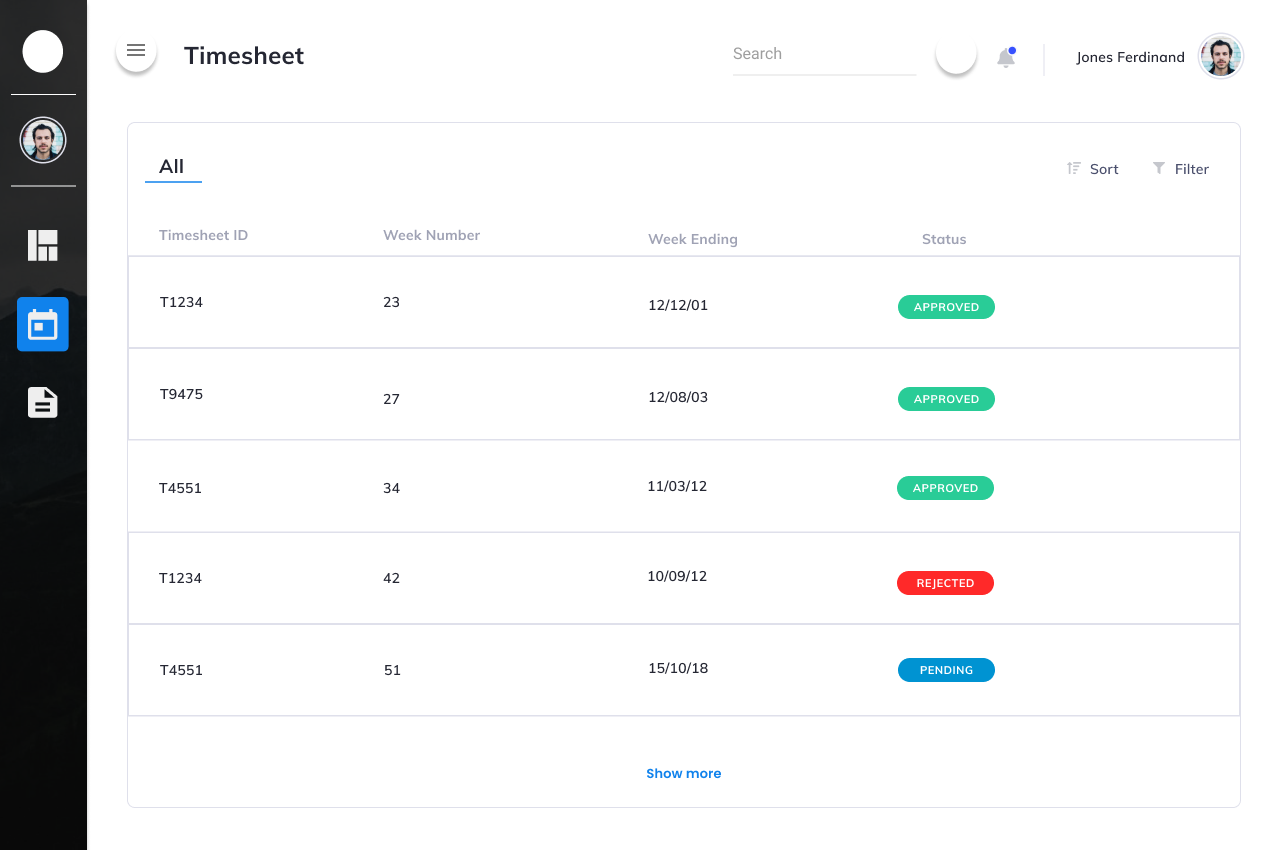 Timesheet
Search
Jones Ferdinand
All
Sort
Filter
Timesheet ID Week Number Week Ending Status
T1234 23 12/12/01 APPROVED
T9475 27 12/08/03 APPROVED
T4551 34 11/03/12 APPROVED
T1234 42 10/09/12 REJECTED
T4551 51 15/10/18 PENDING
Show more